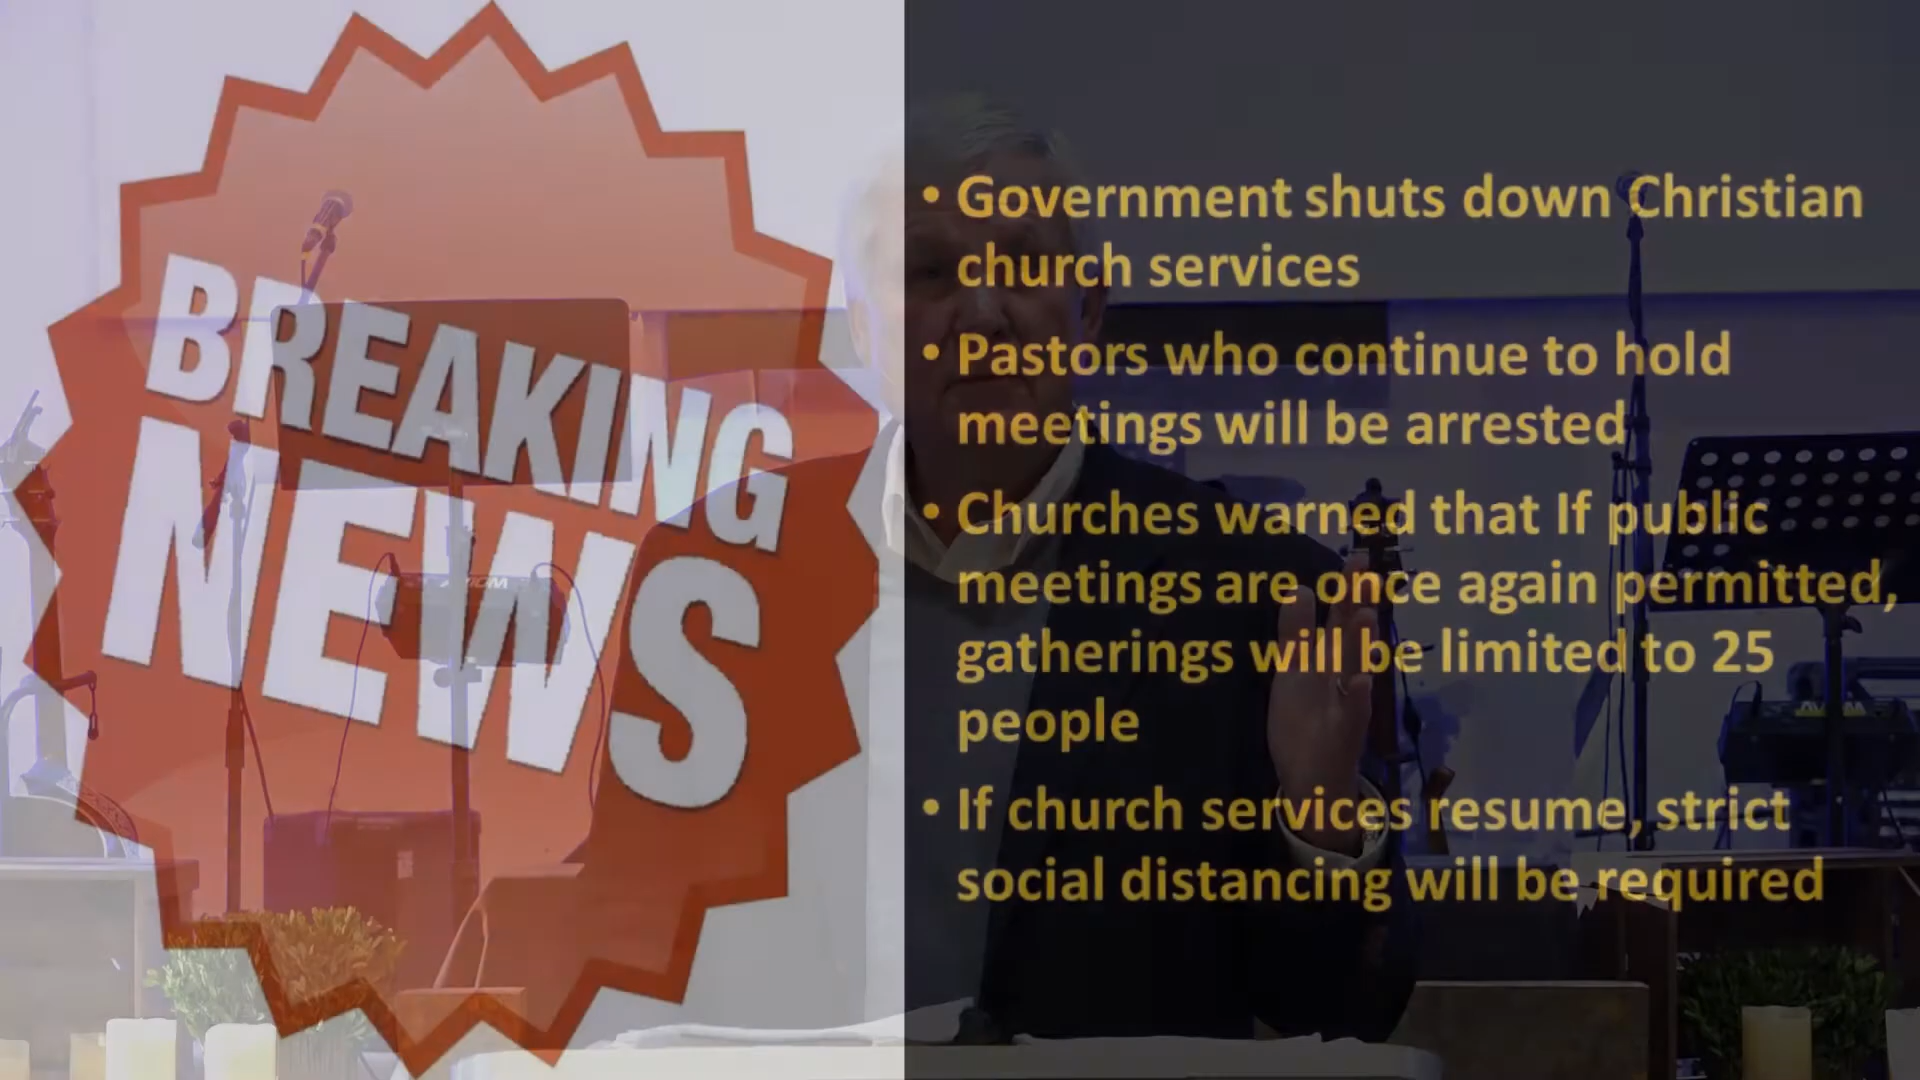 BREAKING
NEWS
• Government shuts down Christian
church services
• Pastors who continue to hold
meetings will be arrested
• Churches warned that If public
meetings are once again permitted,
gatherings will be limited to 25
people
• If church services resume, strict
social distancing will be required
AVIOM
AVIOM